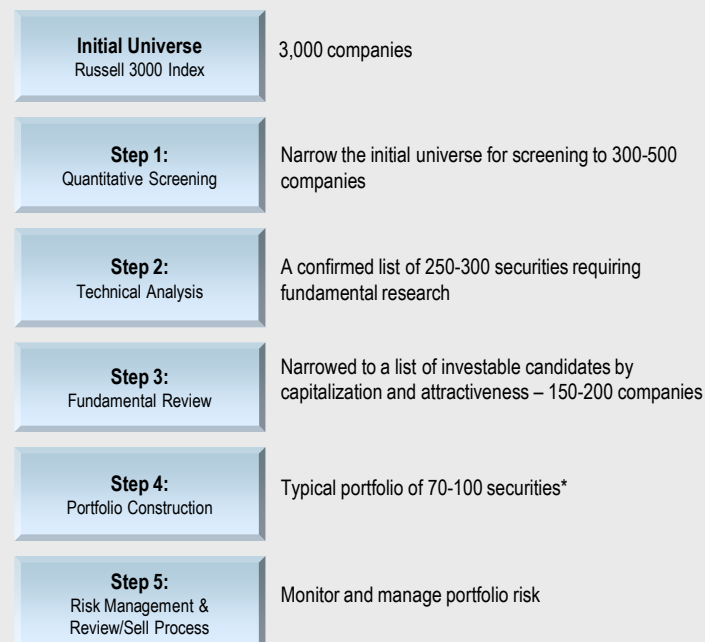 Initial Universe
Russell 3000 Index
3,000 companies
Step 1:
Quantitative Screening
Narrow the initial universe for screening to 300-500
companies
Step 2:
Technical Analysis
A confirmed list of 250-300 securities requiring
fundamental research
Step 3:
Fundamental Review
Narrowed to a list of investable candidates by
capitalization and attractiveness – 150-200 companies
Step 4:
Portfolio Construction
Typical portfolio of 70-100 securities*
Step 5:
Risk Management &
Review/Sell Process
Monitor and manage portfolio risk